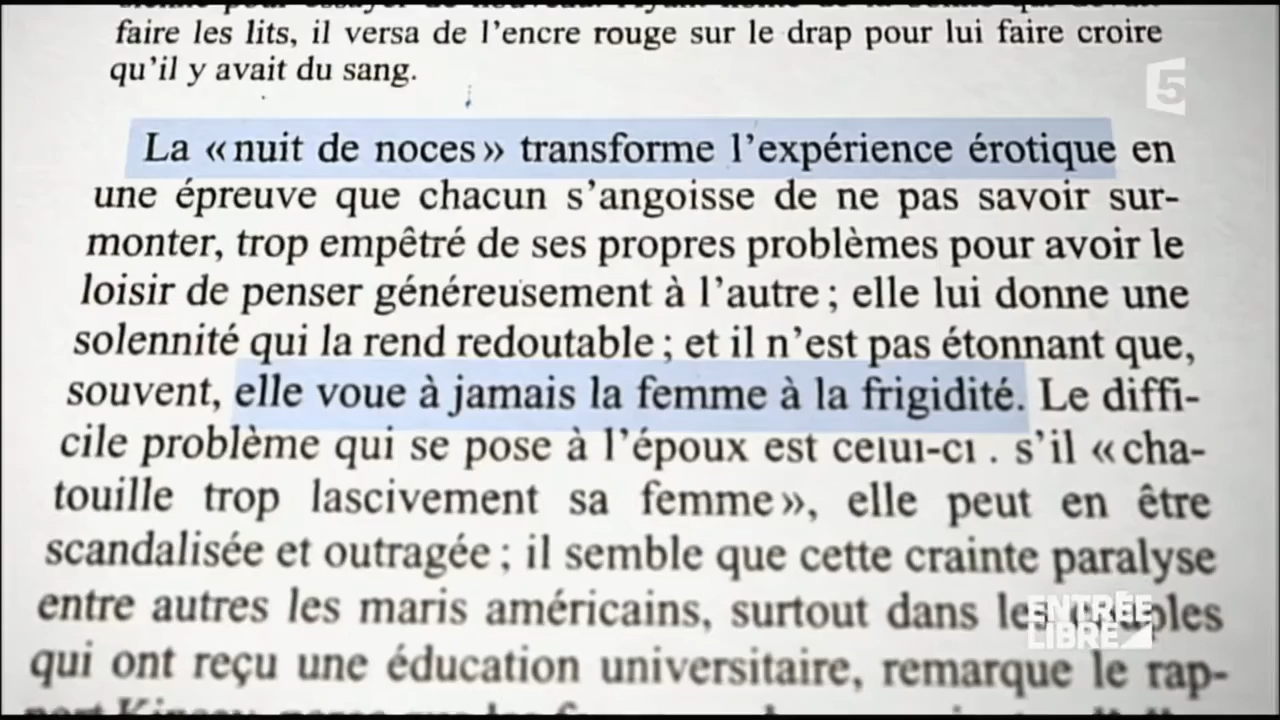 faire les lits, il versa de l'encre rouge sur le drap pour lui faire croire
qu'il y avait du sang.
5
La «nuit de noces» transforme l'expérience érotique en
une épreuve que chacun s'angoisse de ne pas savoir sur-
monter, trop empêtré de ses propres problèmes pour avoir le
loisir de penser généreusement à l'autre ; elle lui donne une
solennité qui la rend redoutable ; et il n'est pas étonnant que,
souvent, elle voue à jamais la femme à la frigidité. Le diffi-
cile problème qui se pose à l'époux est celui-ci . s'il «cha-
touille trop lascivement sa femme», elle peut en être
scandalisée et outragée ; il semble que cette crainte paralyse
entre autres les maris américains, surtout dans les couples
ENTRÉE
LIBRE
qui ont reçu une éducation universitaire, remarque le rap-